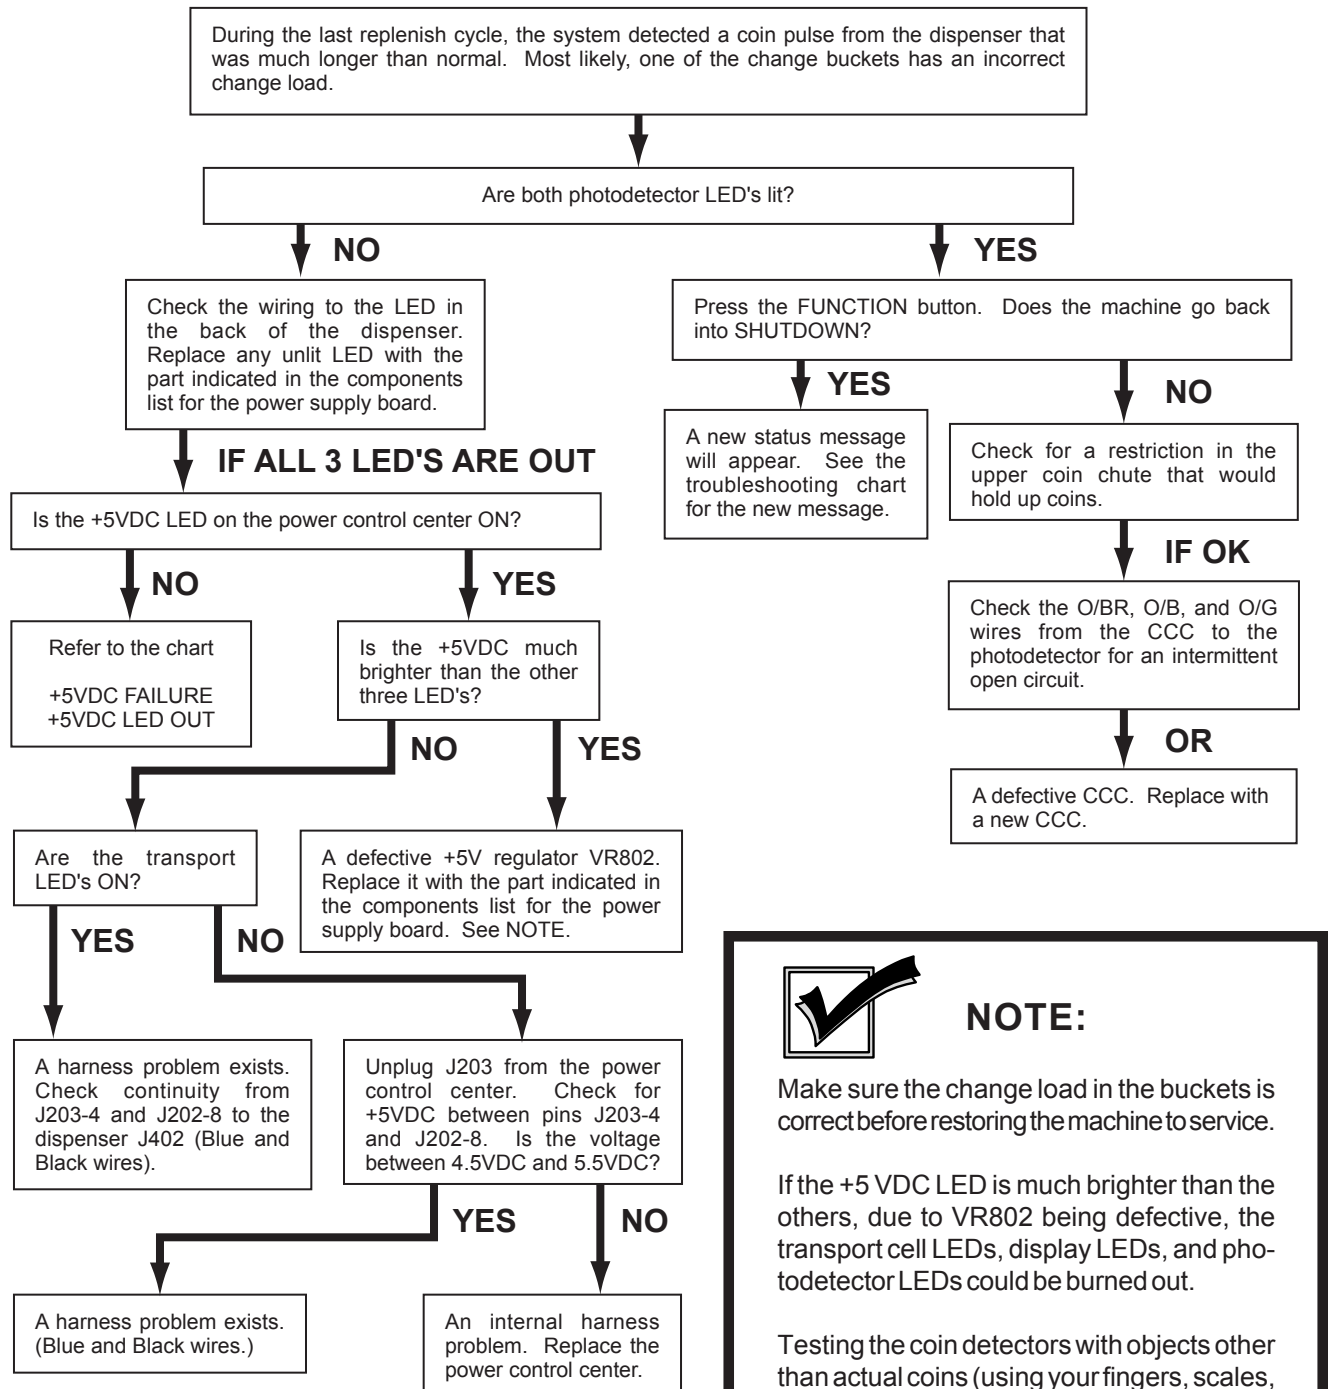 During the last replenish cycle, the system detected a coin pulse from the dispenser that
was much longer than normal. Most likely, one of the change buckets has an incorrect
change load.
Are both photodetector LED's lit?
NO
YES
Check the wiring to the LED in
the back of the dispenser.
Replace any unlit LED with the
part indicated in the components
list for the power supply board.
Press the FUNCTION button. Does the machine go back
into SHUTDOWN?
YES
NO
A new status message
will appear. See the
troubleshooting chart
for the new message.
Check for a restriction in the
upper coin chute that would
hold up coins.
IF ALL 3 LED'S ARE OUT
Is the +5VDC LED on the power control center ON?
IF OK
NO
YES
Check the O/BR, O/B, and O/G
wires from the CCC to the
photodetector for an intermittent
open circuit.
Refer to the chart
+5VDC FAILURE
+5VDC LED OUT
Is the +5VDC much
brighter than the other
three LED's?
OR
NO
YES
A defective CCC. Replace with
a new CCC.
Are the transport
LED's ON?
A defective +5V regulator VR802.
Replace it with the part indicated in
the components list for the power
supply board. See NOTE.
YES
NO
A harness problem exists.
Check continuity from
J203-4 and J202-8 to the
dispenser J402 (Blue and
Black wires).
Unplug J203 from the power
control center. Check for
+5VDC between pins J203-4
and J202-8. Is the voltage
between 4.5VDC and 5.5VDC?
YES
NO
A harness problem exists.
(Blue and Black wires.)
An internal harness
problem. Replace the
power control center.
NOTE:
Make sure the change load in the buckets is
correct before restoring the machine to service.
If the +5 VDC LED is much brighter than the
others, due to VR802 being defective, the
transport cell LEDs, display LEDs, and pho-
todetector LEDs could be burned out.
Testing the coin detectors with objects other
than actual coins (using your fingers, scales,